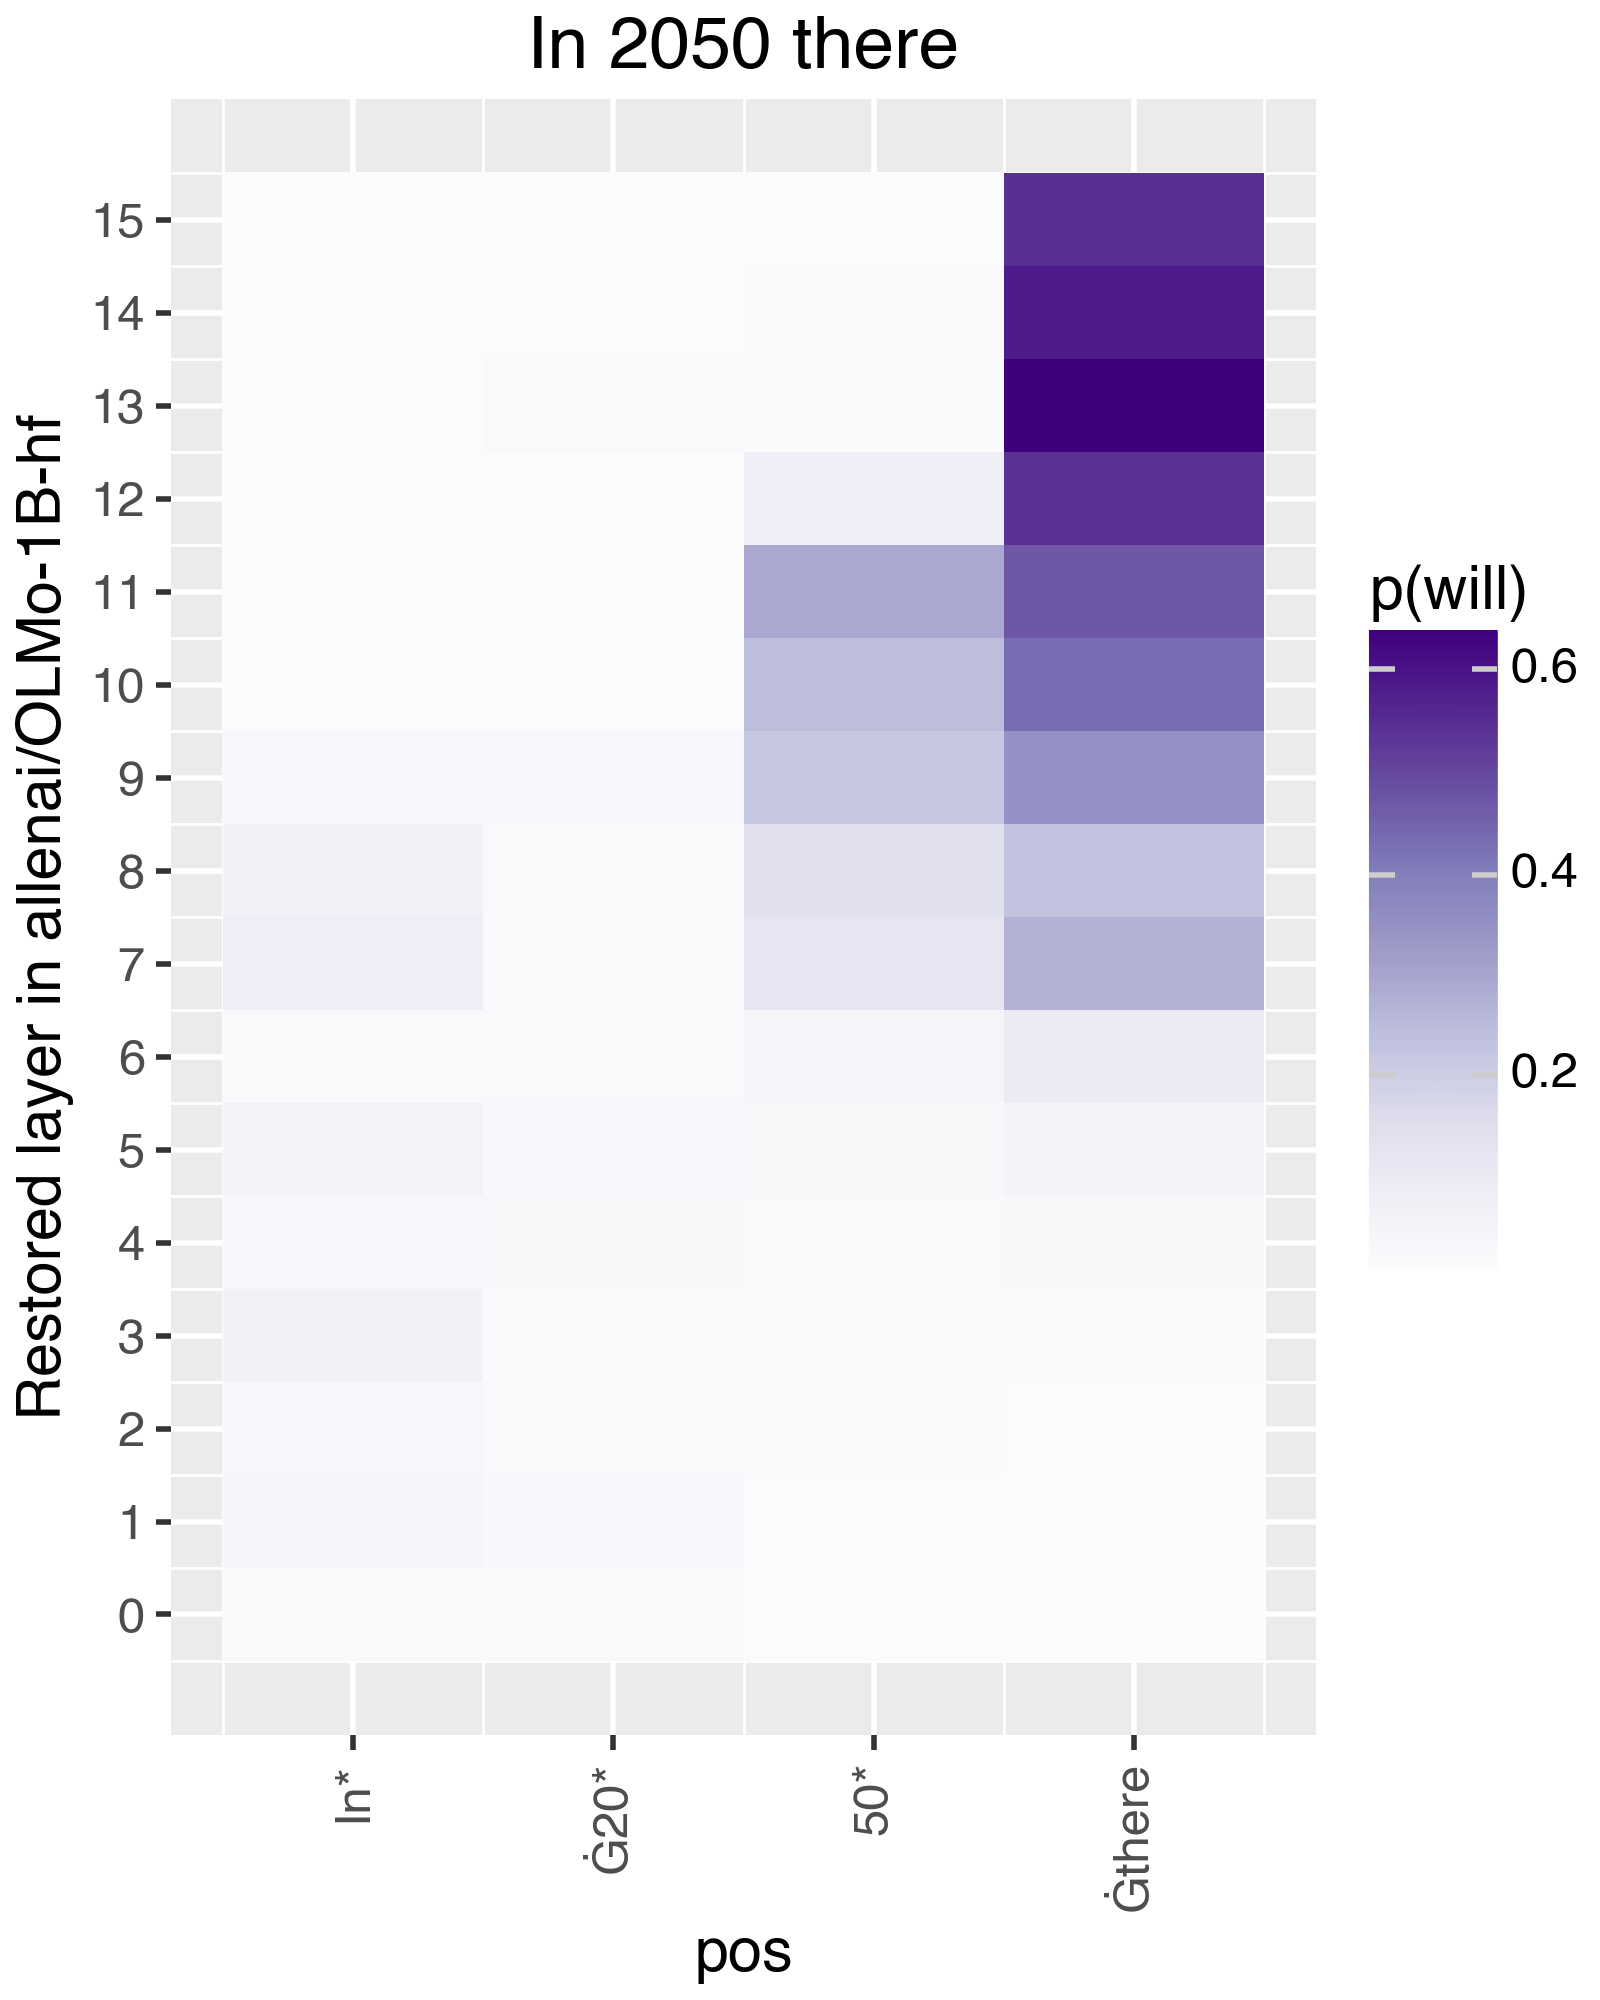 In 2050 there
Restored layer in allenai/OLMo-1B-hf
15
14
13
12
11
10
9
8
7
6
5
4
3
2
1
0
In*
Ġ20*
50*
Ġthere
pos
p(will)
0.6
0.4
0.2